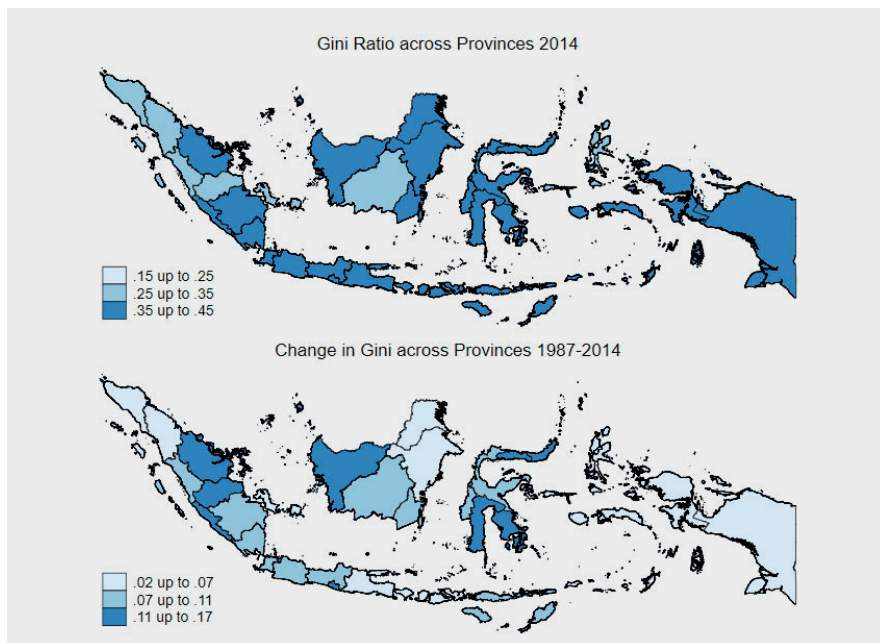 Gini Ratio across Provinces 2014
.15 up to .25
.25 up to .35
.35 up to .45
Change in Gini across Provinces 1987-2014
.02 up to .07
.07 up to .11
.11 up to .17